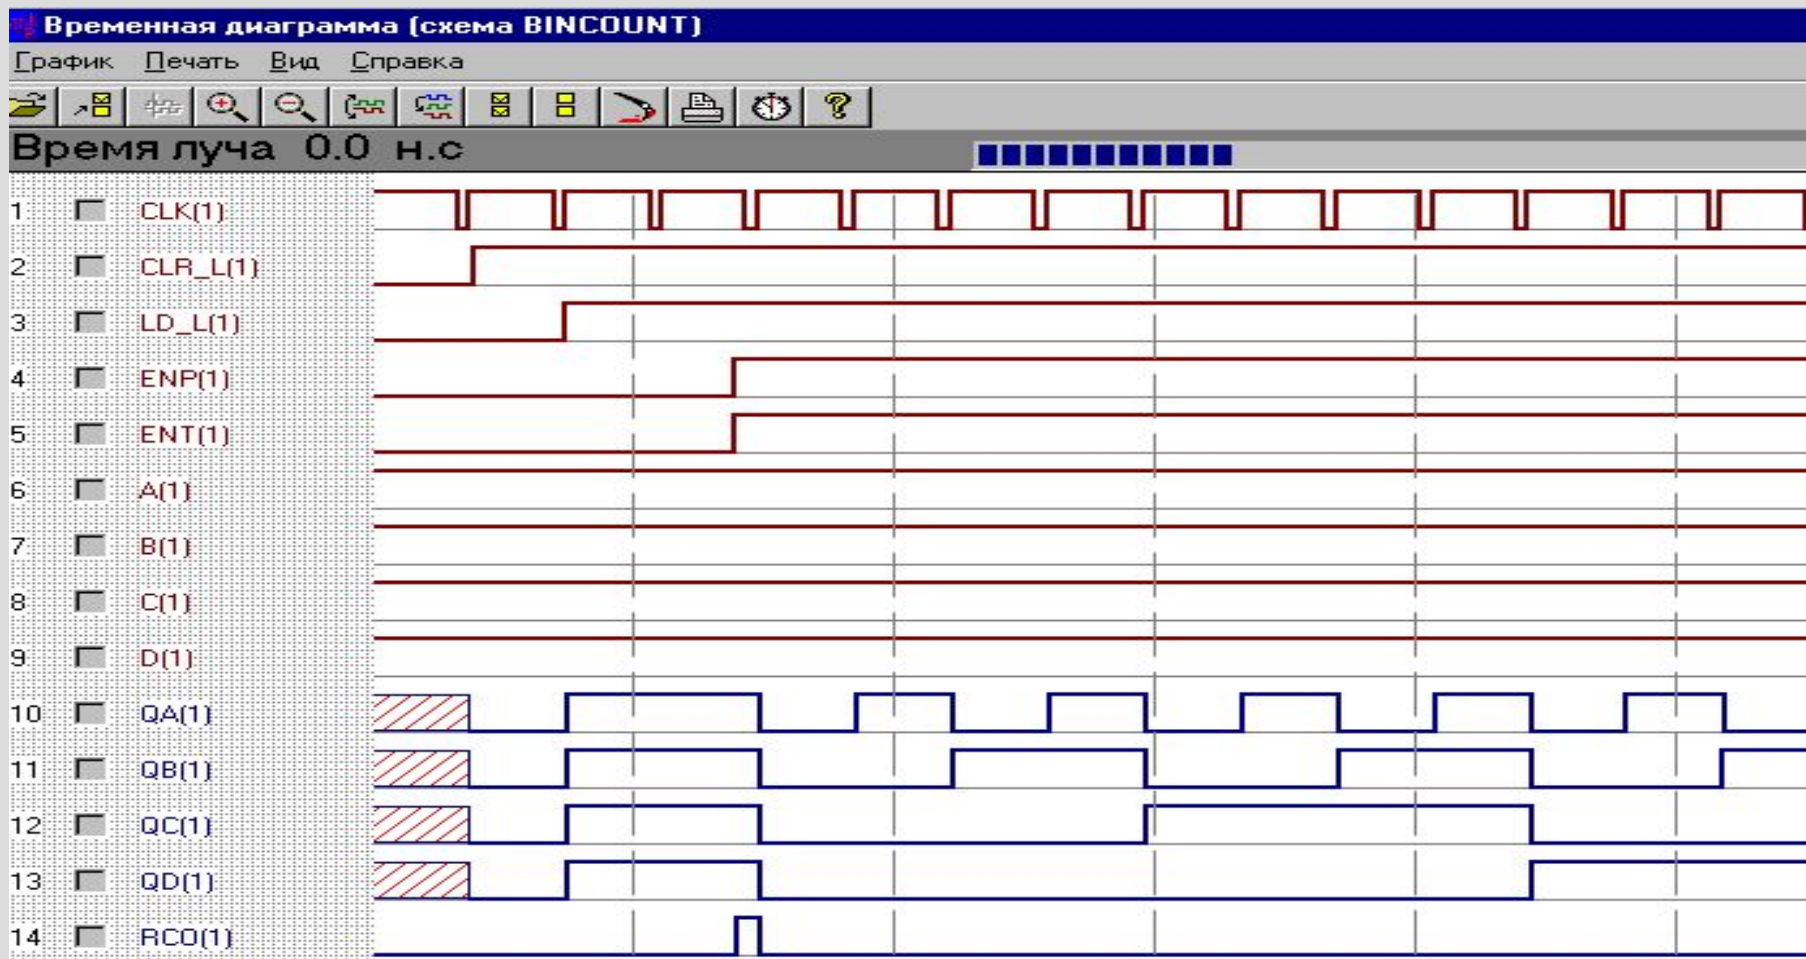 Временная диаграмма (схема BINCOUNT)
График Печать Вид Справка
Время луча 0.0 н.с
1 CLK(1)
2 CLR_L(1)
3 LD_L(1)
4 ENP(1)
5 ENT(1)
6 A(1)
7 B(1)
8 C(1)
9 D(1)
10 QA(1)
11 QB(1)
12 QC(1)
13 QD(1)
14 RCO(1)